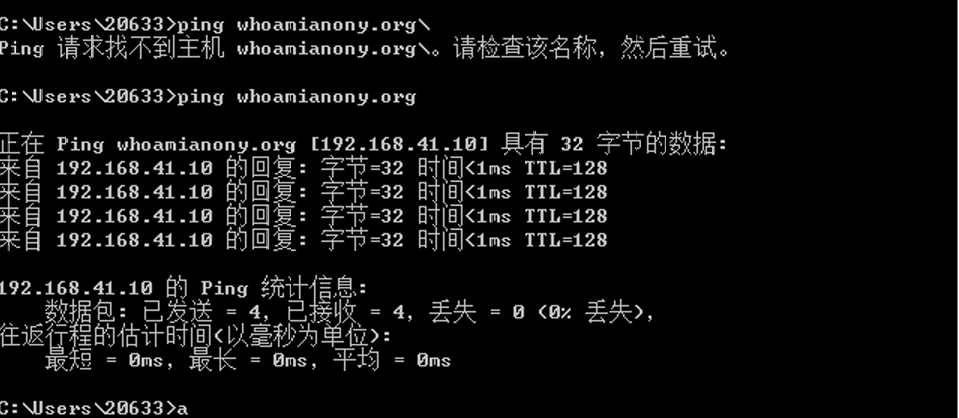 C:\Users\20633>ping whoamianony.org\
Ping 请求找不到主机 whoamianony.org\。请检查该名称，然后重试。
C:\Users\20633>ping whoamianony.org
正在 Ping whoamianony.org [192.168.41.10] 具有 32 字节的数据:
来自 192.168.41.10 的回复: 字节=32 时间<1ms TTL=128
来自 192.168.41.10 的回复: 字节=32 时间<1ms TTL=128
来自 192.168.41.10 的回复: 字节=32 时间<1ms TTL=128
来自 192.168.41.10 的回复: 字节=32 时间<1ms TTL=128
192.168.41.10 的 Ping 统计信息:
数据包: 已发送 = 4，已接收 = 4，丢失 = 0 (0% 丢失)，
往返行程的估计时间(以毫秒为单位):
最短 = 0ms，最长 = 0ms，平均 = 0ms
C:\Users\20633>a